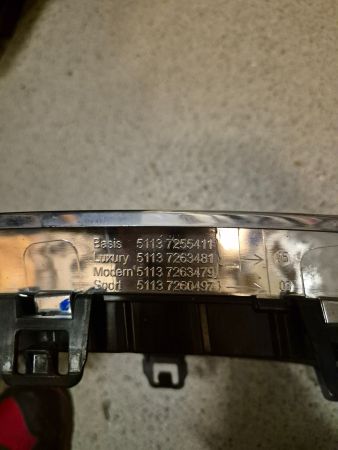 Basis 5113 7255411
Luxury 5113 7263481
Modern 5113 7263479
Sport 5113 7260497